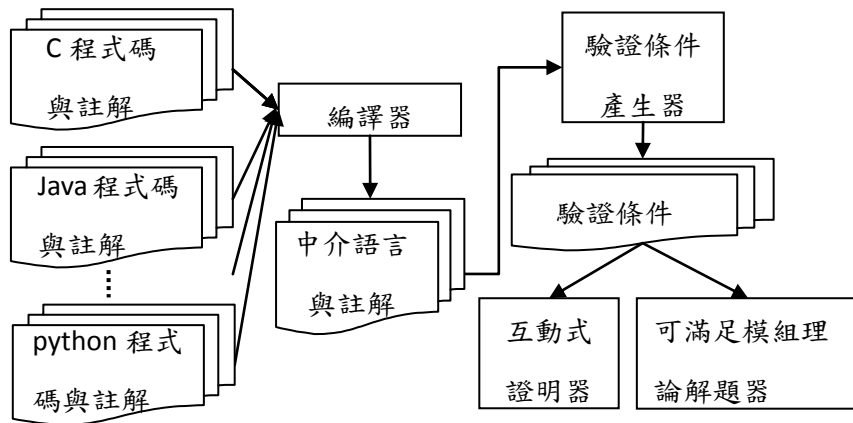 C 程式碼
與註解
Java 程式碼
與註解
python 程式
碼與註解
編譯器
中介語言
與註解
驗證條件
產生器
驗證條件
互動式
證明器
可滿足模組理
論解題器